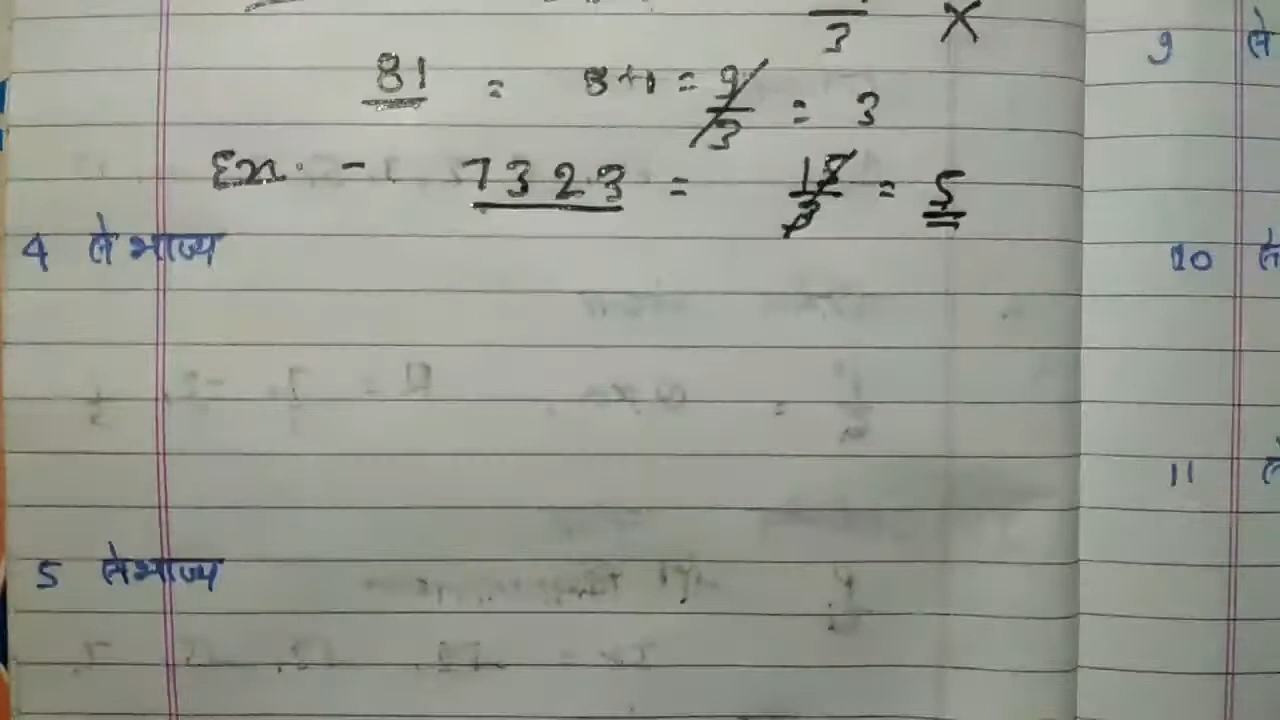 3 X
81 = 8+1 = 9/3 = 3
Ex. - 7323 = 15/3 = 5
4 से भाज्य
5 से भाज्य
9 से
10 से
11